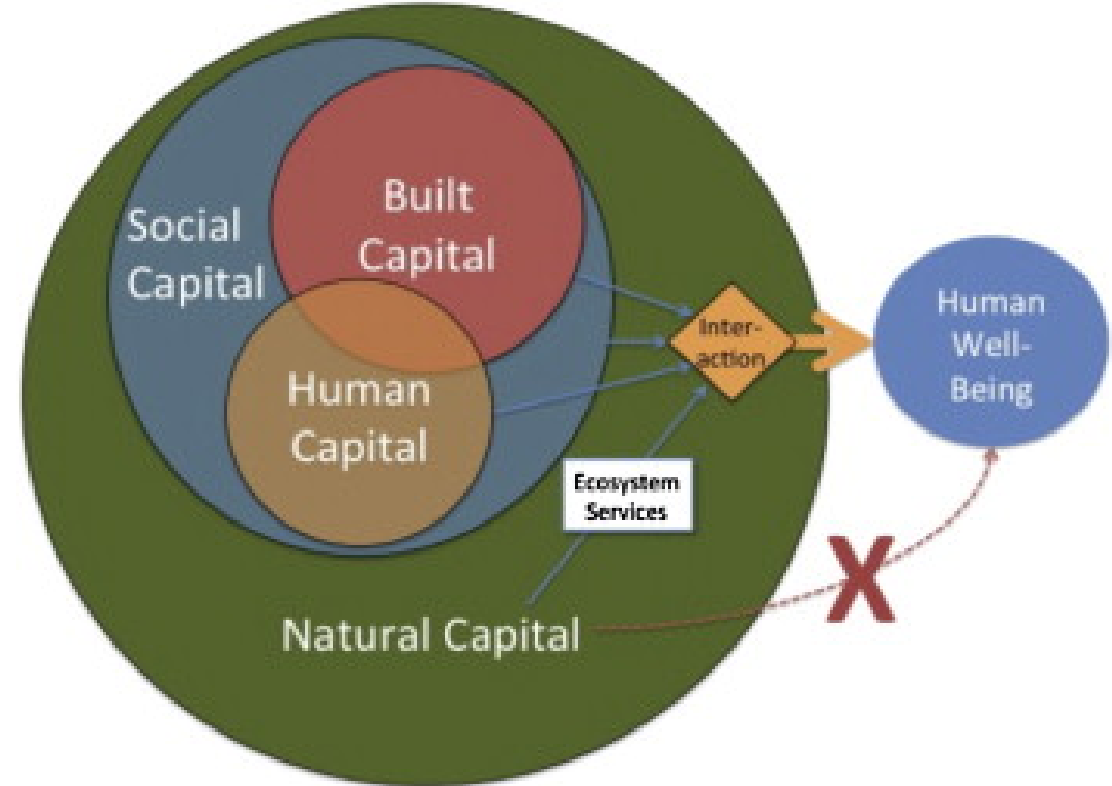 Built
Capital
Social
Capital
Human
Capital
Inter-
action
Human
Well-
Being
Ecosystem
Services
X
Natural Capital